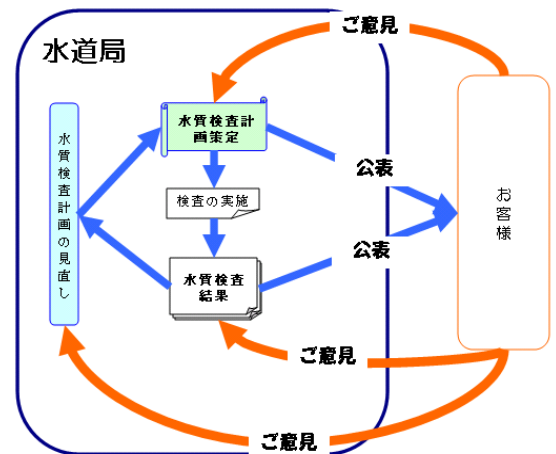 ご意見
水道局
水質検査計
画策定
公表
検査の実施
水質検査計画の見直し
お客様
公表
水質検査
結果
ご意見
ご意見